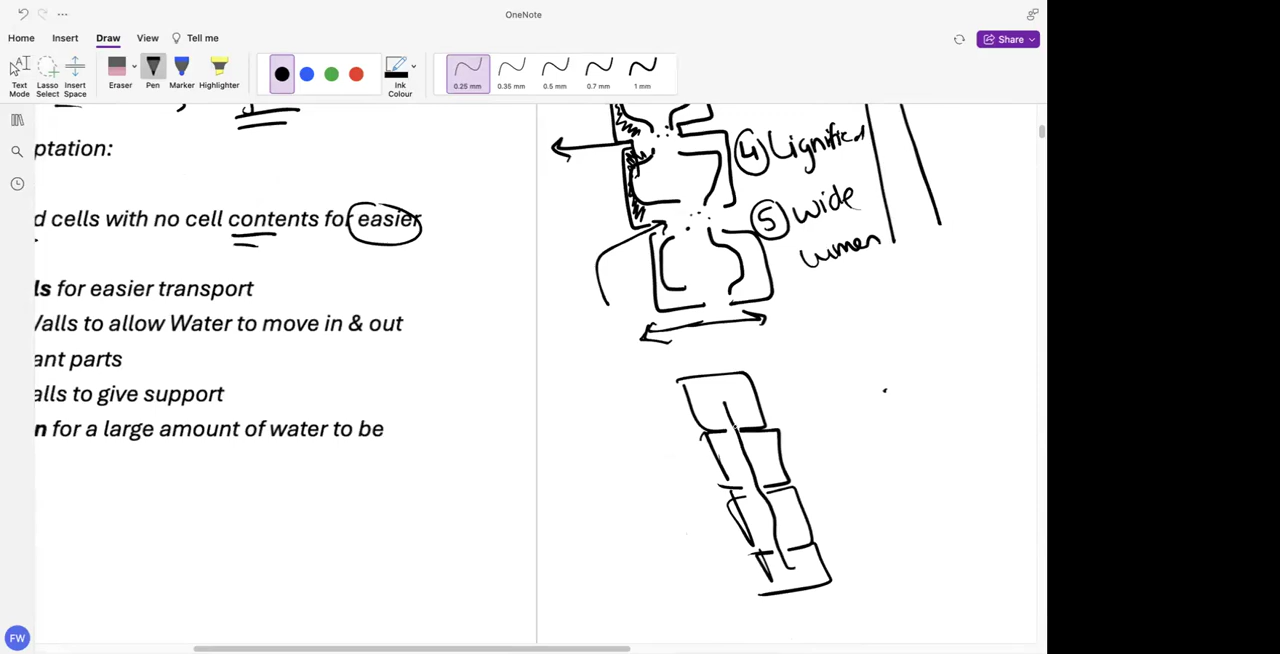 OneNote
Home Insert Draw View Tell me
Share
Text Mode
Lasso Select
Insert Space
Eraser
Pen
Marker
Highlighter
Ink Colour
0.25 mm
0.35 mm
0.5 mm
0.7 mm
1 mm
ptation:
d cells with no cell contents for easier
ls for easier transport
Valls to allow Water to move in & out
ant parts
alls to give support
n for a large amount of water to be
4 Lignified
5 wide
lumen
FW